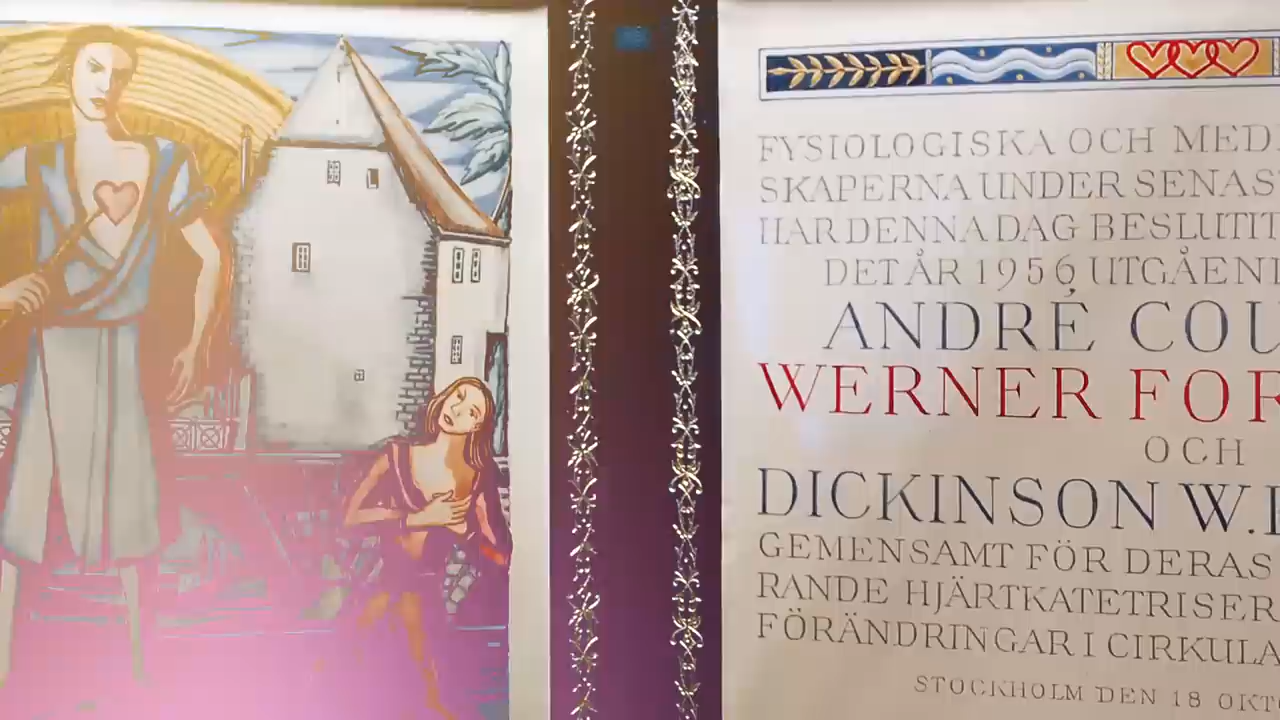 FYSIOLOGISKA OCH MED
SKAPERNA UNDER SENAS
HAR DENNA DAG BESLUTIT
DET ÅR 1956 UTGÅEN
ANDRÉ COU
WERNER FOR
OCH
DICKINSON W.
GEMENSAMT FÖR DERAS
RANDE HJÄRTKATETRISER
FÖRÄNDRINGAR I CIRKULA
STOCKHOLM DEN 18 OKT